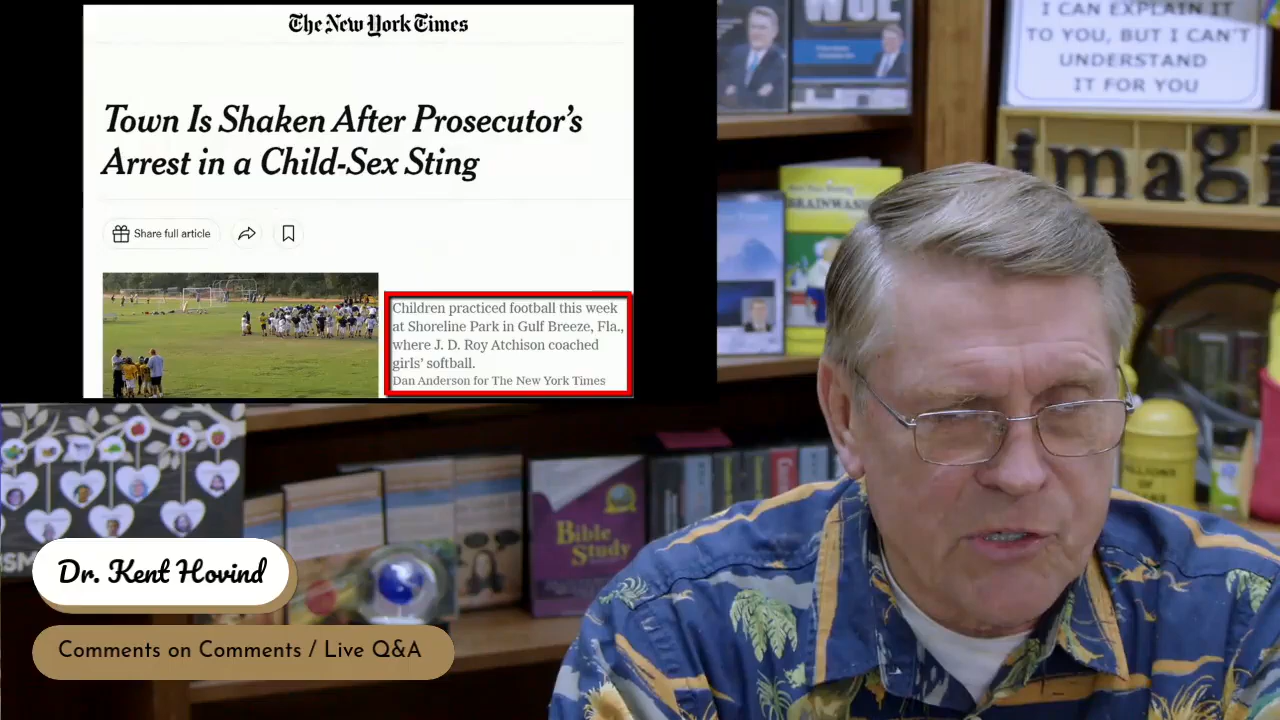 The New York Times
Town Is Shaken After Prosecutor's
Arrest in a Child-Sex Sting
Share full article
Children practiced football this week
at Shoreline Park in Gulf Breeze, Fla.,
where J. D. Roy Atchison coached
girls' softball.
Dan Anderson for The New York Times
I CAN EXPLAIN IT
TO YOU, BUT I CAN'T
UNDERSTAND
IT FOR YOU
imagi
Bible
Study
Dr. Kent Hovind
Comments on Comments / Live Q&A